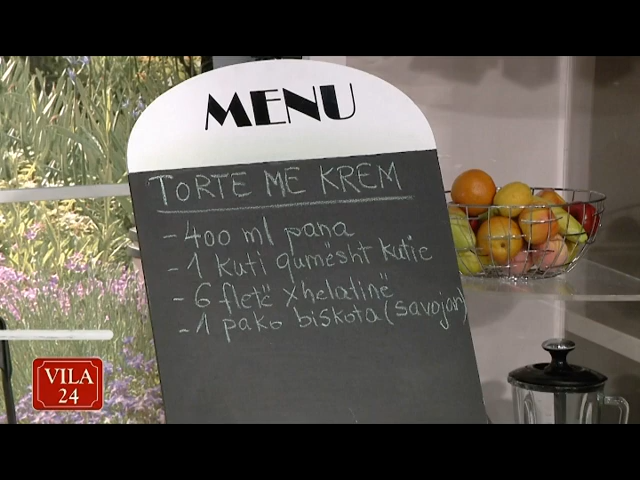 MENU
TORTE ME KREM
- 400 ml pana
- 1 kuti qumësht kutie
- 6 fletë xhelatinë
- 1 pako biskota (savojar)
VILA
24